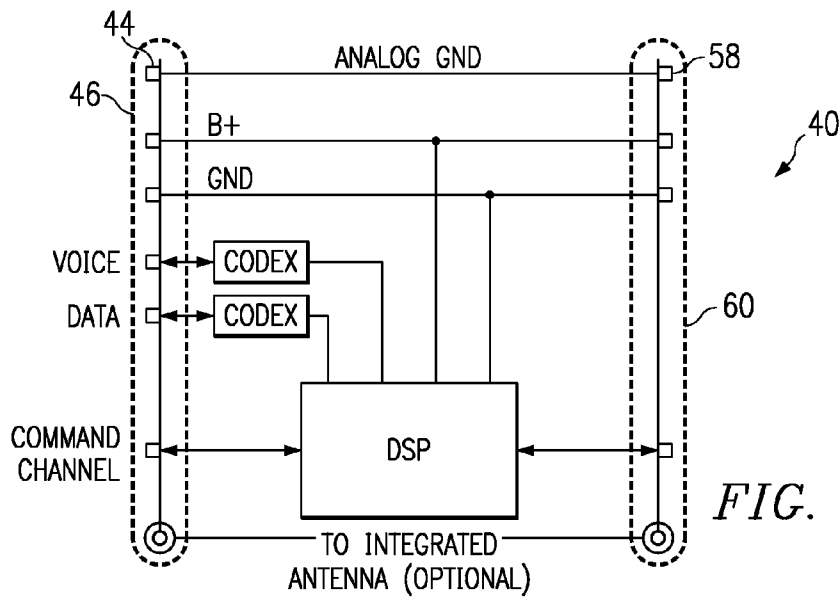 44
ANALOG GND
58
46
B+
40
GND
VOICE
CODEX
DATA
CODEX
60
COMMAND
CHANNEL
DSP
FIG.
TO INTEGRATED
ANTENNA (OPTIONAL)